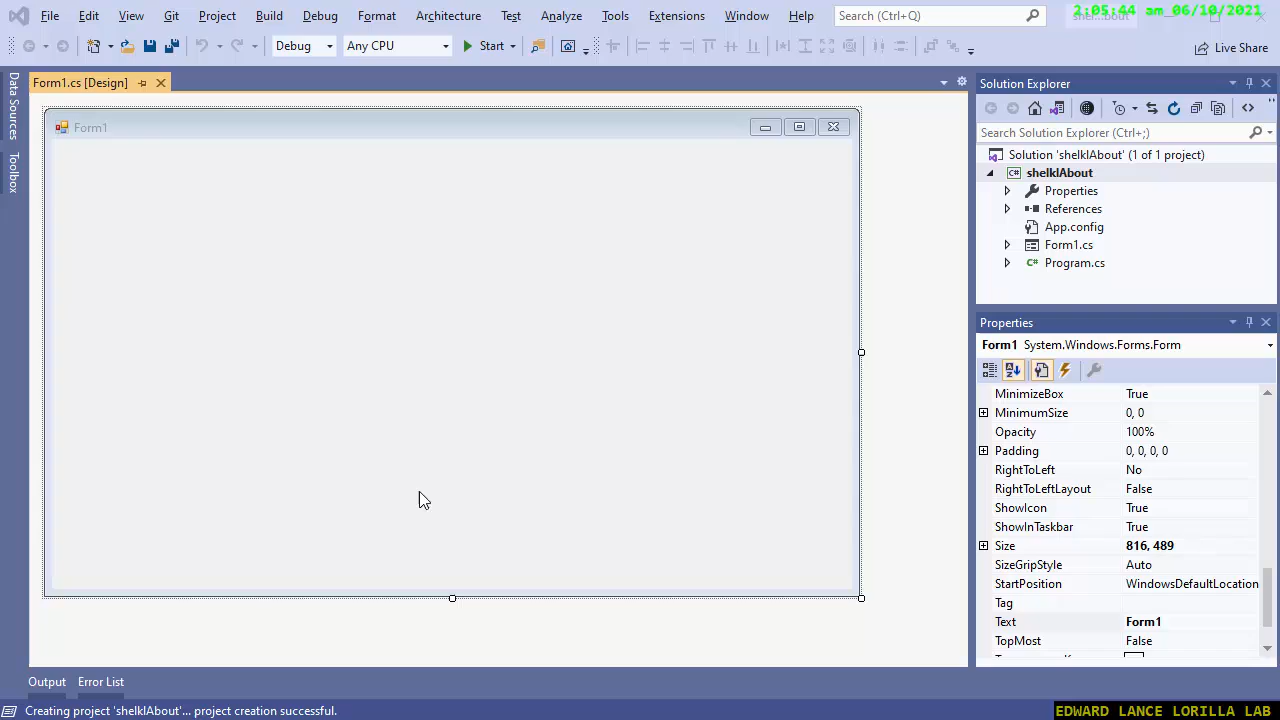 File Edit View Git Project Build Debug Format Architecture Test Analyze Tools Extensions Window Help Search (Ctrl+Q)
2:05:44 am_06/10/2021
Debug Any CPU Start Live Share
Data Sources
Toolbox
Form1.cs [Design]
Form1
Solution Explorer
Search Solution Explorer (Ctrl+;)
Solution 'shelklAbout' (1 of 1 project)
shelklAbout
Properties
References
App.config
Form1.cs
Program.cs
Properties
Form1 System.Windows.Forms.Form
MinimizeBox True
MinimumSize 0, 0
Opacity 100%
Padding 0, 0, 0, 0
RightToLeft No
RightToLeftLayout False
ShowIcon True
ShowInTaskbar True
Size 816, 489
SizeGripStyle Auto
StartPosition WindowsDefaultLocation
Tag
Text Form1
TopMost False
Output Error List
Creating project 'shelklAbout'... project creation successful.
EDWARD LANCE LORILLA LAB